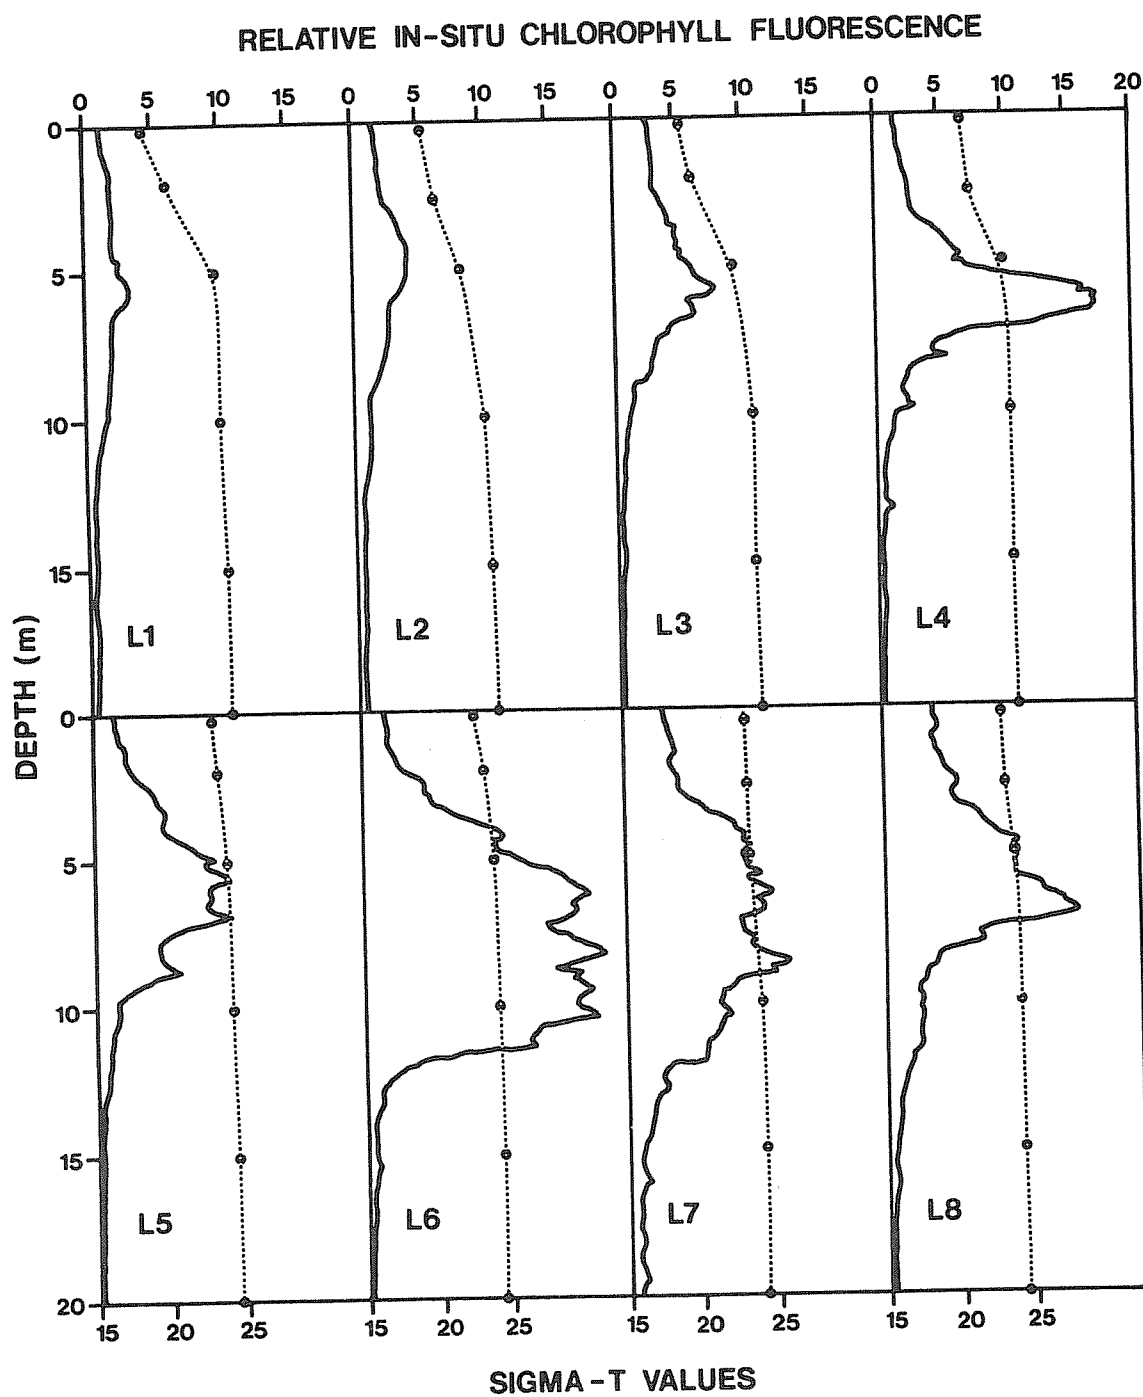 RELATIVE IN-SITU CHLOROPHYLL FLUORESCENCE
0 5 10 15 0 5 10 15 0 5 10 15 0 5 10 15 20
0
5
10
15
L1 L2 L3 L4
DEPTH (m)
0
5
10
15
L5 L6 L7 L8
20
15 20 25 15 20 25 15 20 25 15 20 25
SIGMA-T VALUES